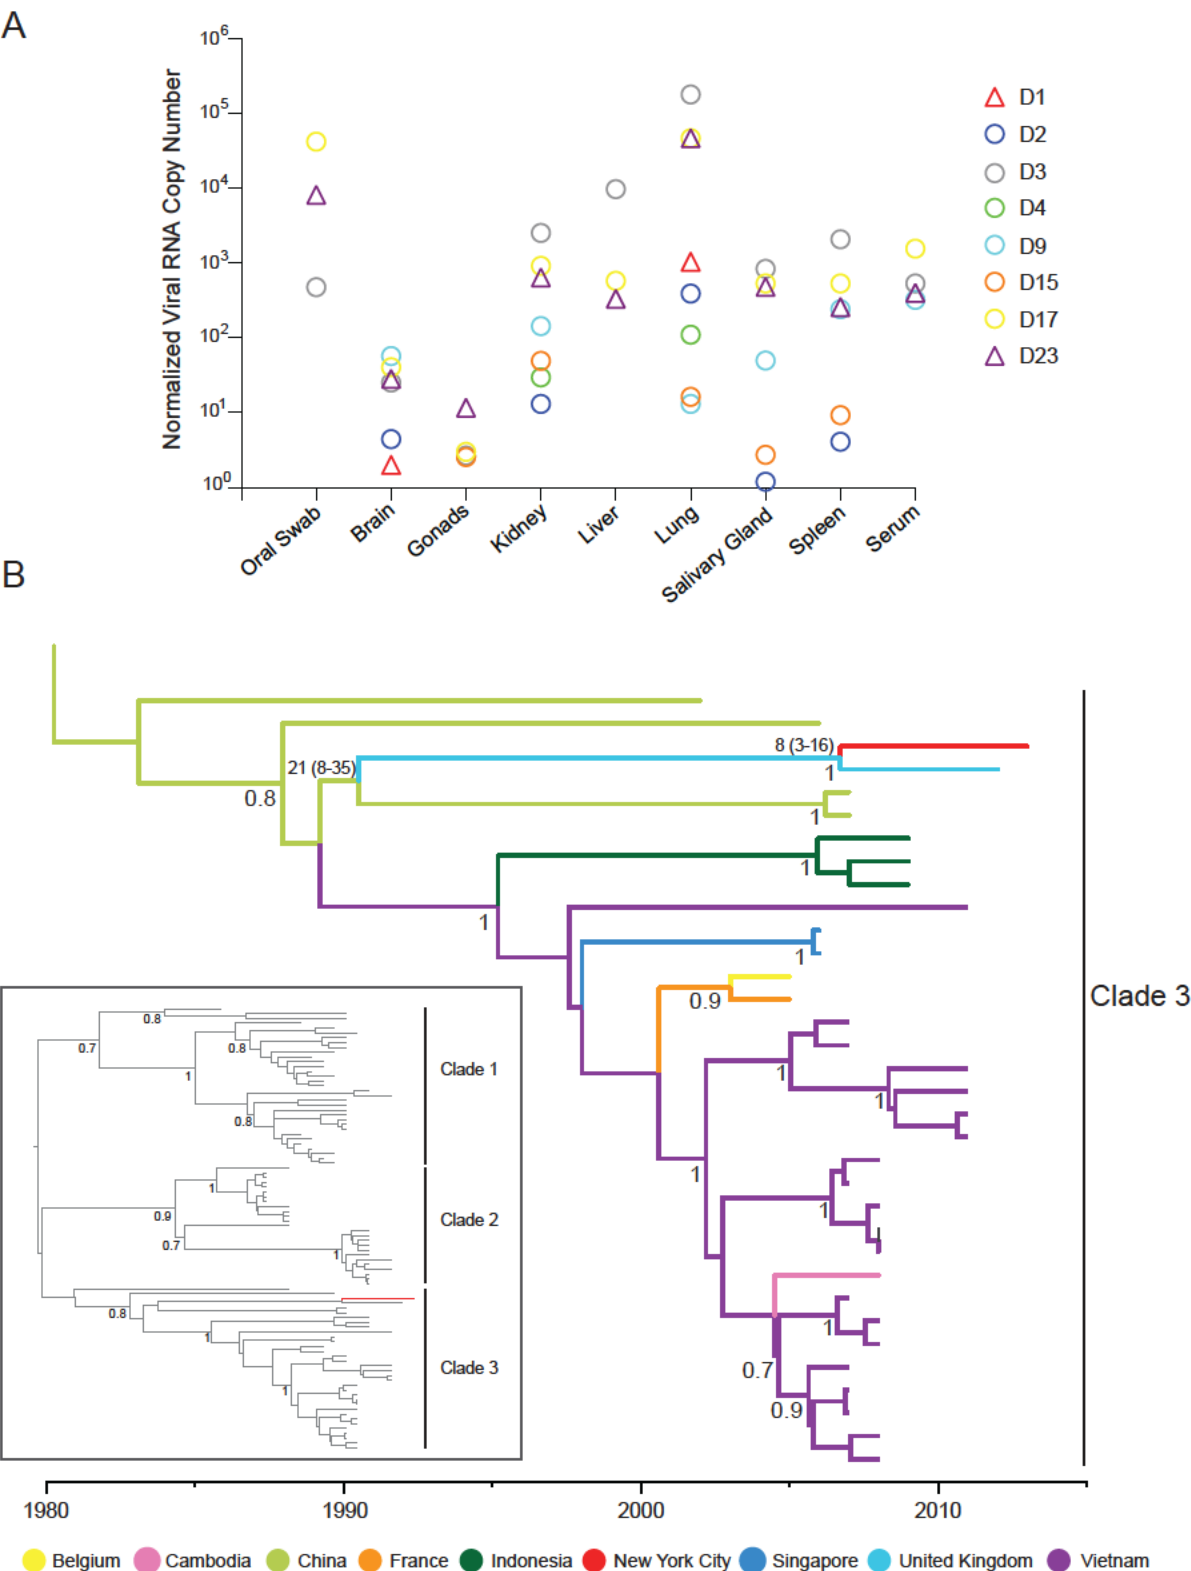 A
Normalized Viral RNA Copy Number
10^6
10^5
10^4
10^3
10^2
10^1
10^0
Oral Swab
Brain
Gonads
Kidney
Liver
Lung
Salivary Gland
Spleen
Serum
D1
D2
D3
D4
D9
D15
D17
D23
B
8 (3-16)
1
21 (8-35)
0.8
1
1
1
1
0.9
1
1
1
1
1
0.7
0.9
Clade 3
0.8
0.7
0.8
1
0.8
Clade 1
1
0.9
0.7
1
Clade 2
0.8
1
1
Clade 3
1980 1990 2000 2010
Belgium Cambodia China France Indonesia New York City Singapore United Kingdom Vietnam